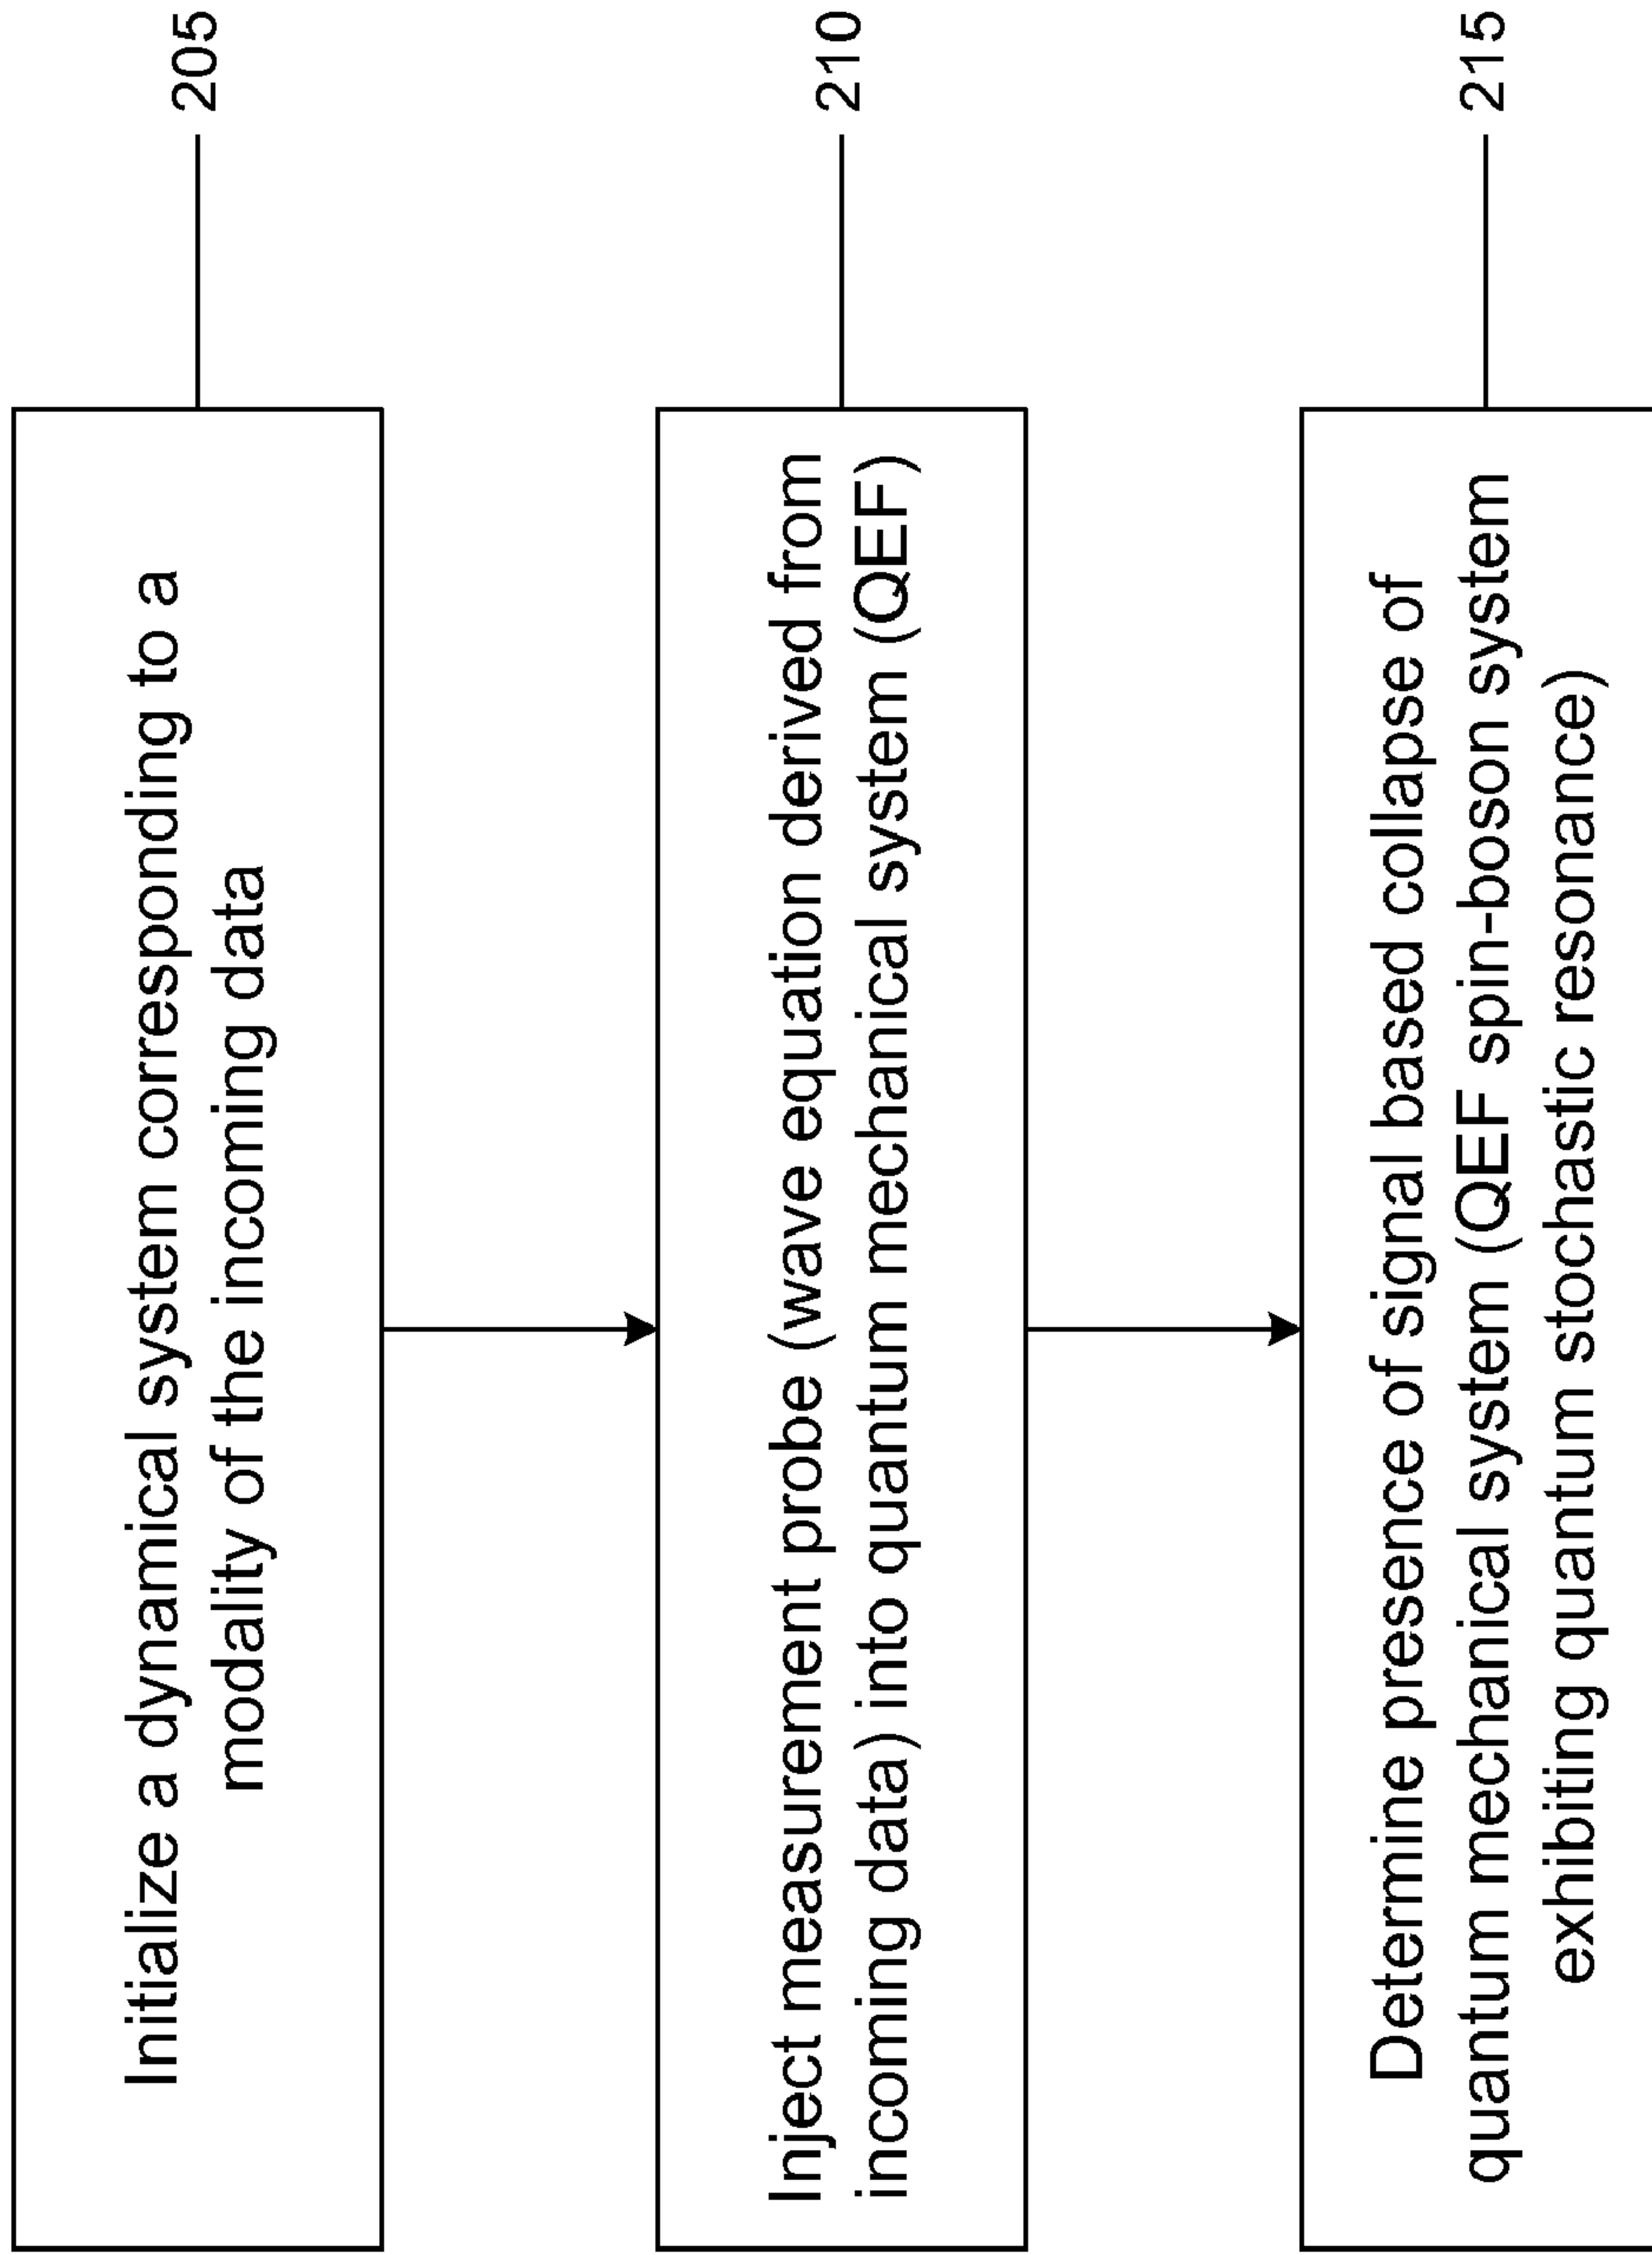 Initialize a dynamical system corresponding to a
modality of the incoming data
205
Inject measurement probe (wave equation derived from
incoming data) into quantum mechanical system (QEF)
210
Determine presence of signal based collapse of
quantum mechanical system (QEF spin-boson system
exhibiting quantum stochastic resonance)
215